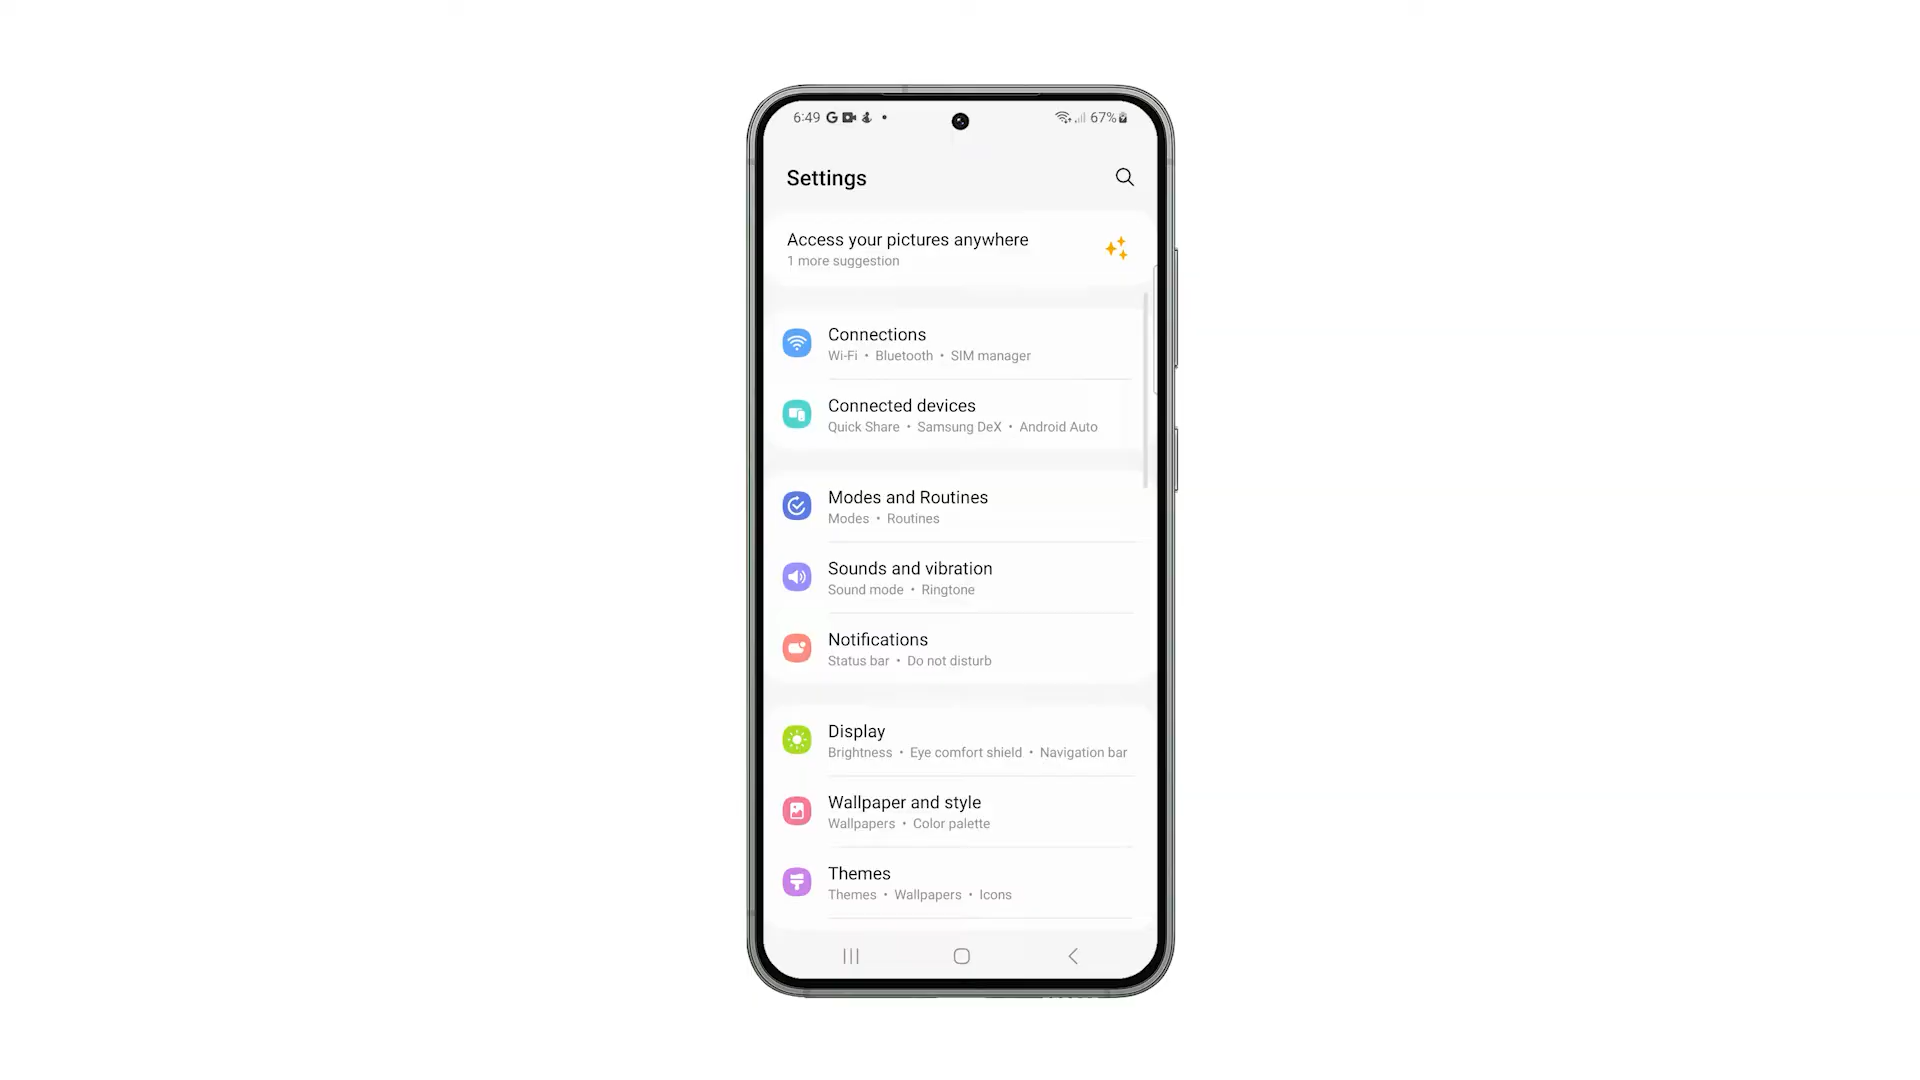 6:49 G 67%
Settings
Access your pictures anywhere
1 more suggestion
Connections
Wi-Fi • Bluetooth • SIM manager
Connected devices
Quick Share • Samsung DeX • Android Auto
Modes and Routines
Modes • Routines
Sounds and vibration
Sound mode • Ringtone
Notifications
Status bar • Do not disturb
Display
Brightness • Eye comfort shield • Navigation bar
Wallpaper and style
Wallpapers • Color palette
Themes
Themes • Wallpapers • Icons